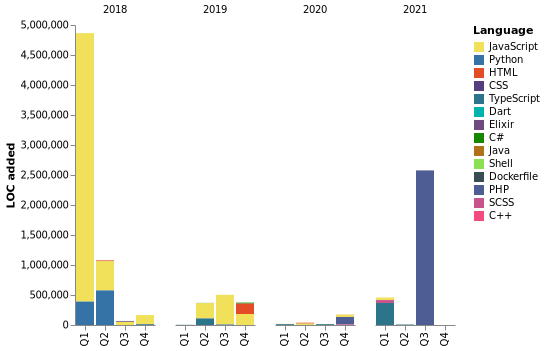 2018 2019 2020 2021
5,000,000
4,500,000
4,000,000
3,500,000
3,000,000
2,500,000
2,000,000
1,500,000
1,000,000
500,000
0
LOC added
Q1 Q2 Q3 Q4 Q1 Q2 Q3 Q4 Q1 Q2 Q3 Q4 Q1 Q2 Q3 Q4
Language
JavaScript
Python
HTML
CSS
TypeScript
Dart
Elixir
C#
Java
Shell
Dockerfile
PHP
SCSS
C++